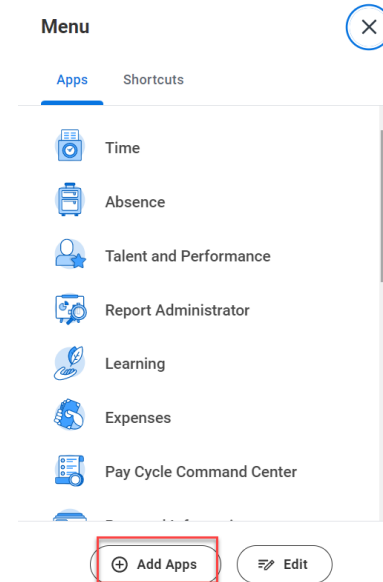 Menu
Apps Shortcuts
Time
Absence
Talent and Performance
Report Administrator
Learning
Expenses
Pay Cycle Command Center
Add Apps Edit